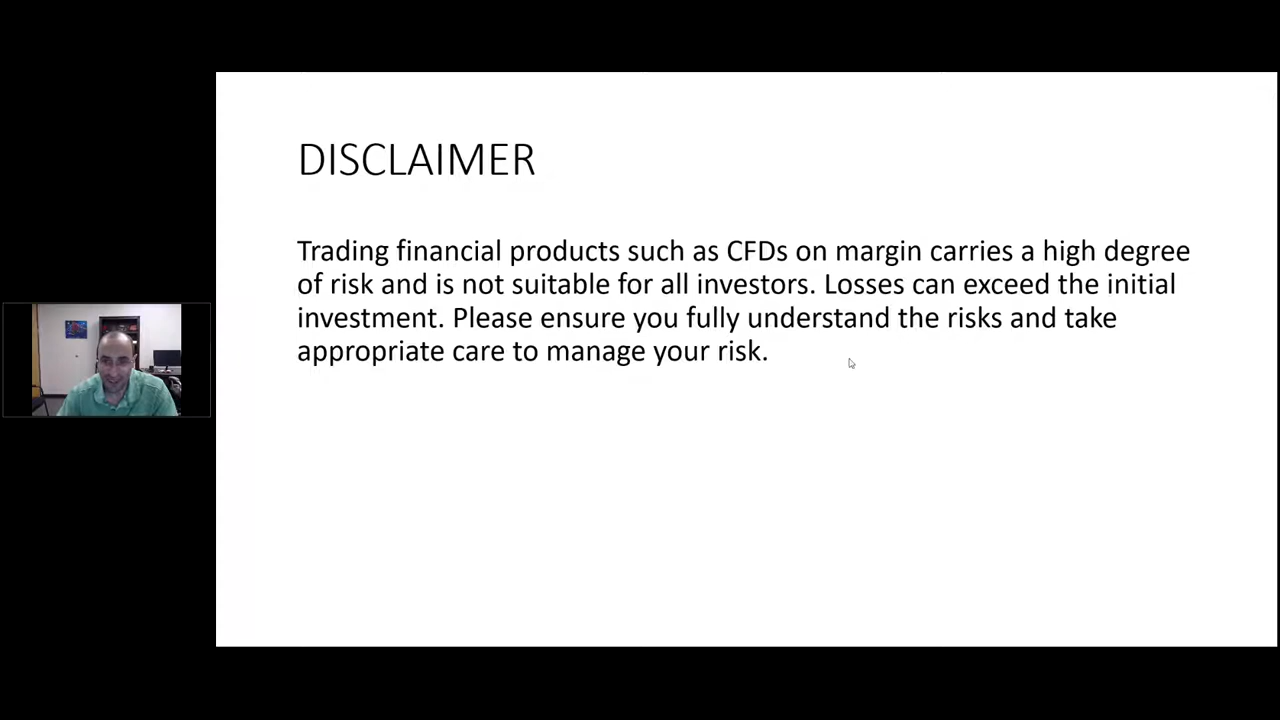 DISCLAIMER
Trading financial products such as CFDs on margin carries a high degree
of risk and is not suitable for all investors. Losses can exceed the initial
investment. Please ensure you fully understand the risks and take
appropriate care to manage your risk.